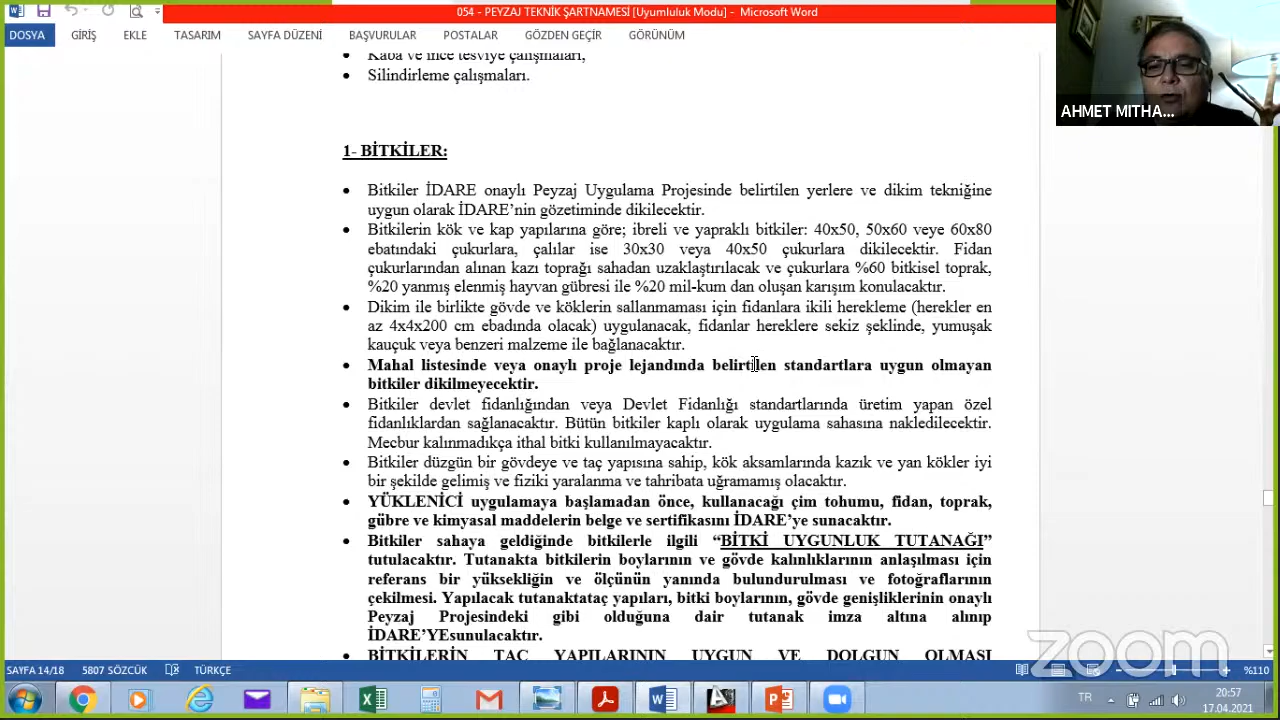 054 - PEYZAJ TEKNİK ŞARTNAMESİ [Uyumluluk Modu] - Microsoft Word
DOSYA GİRİŞ EKLE TASARIM SAYFA DÜZENİ BAŞVURULAR POSTALAR GÖZDEN GEÇİR GÖRÜNÜM
AHMET MITHA...
• Kaba ve ince tesviye çalışmaları,
• Silindirleme çalışmaları.
1- BİTKİLER:
• Bitkiler İDARE onaylı Peyzaj Uygulama Projesinde belirtilen yerlere ve dikim tekniğine
uygun olarak İDARE’nin gözetiminde dikilecektir.
• Bitkilerin kök ve kap yapılarına göre; ibreli ve yapraklı bitkiler: 40x50, 50x60 veye 60x80
ebatındaki çukurlara, çalılar ise 30x30 veya 40x50 çukurlara dikilecektir. Fidan
çukurlarından alınan kazı toprağı sahadan uzaklaştırılacak ve çukurlara %60 bitkisel toprak,
%20 yanmış elenmiş hayvan gübresi ile %20 mil-kum dan oluşan karışım konulacaktır.
• Dikim ile birlikte gövde ve köklerin sallanmaması için fidanlara ikili herekleme (herekler en
az 4x4x200 cm ebadında olacak) uygulanacak, fidanlar hereklere sekiz şeklinde, yumuşak
kauçuk veya benzeri malzeme ile bağlanacaktır.
• Mahal listesinde veya onaylı proje lejandında belirtilen standartlara uygun olmayan
bitkiler dikilmeyecektir.
• Bitkiler devlet fidanlığından veya Devlet Fidanlığı standartlarında üretim yapan özel
fidanlıklardan sağlanacaktır. Bütün bitkiler kaplı olarak uygulama sahasına nakledilecektir.
Mecbur kalınmadıkça ithal bitki kullanılmayacaktır.
• Bitkiler düzgün bir gövdeye ve taç yapısına sahip, kök aksamlarında kazık ve yan kökler iyi
bir şekilde gelimiş ve fiziki yaralanma ve tahribata uğramamış olacaktır.
• YÜKLENİCİ uygulamaya başlamadan önce, kullanacağı çim tohumu, fidan, toprak,
gübre ve kimyasal maddelerin belge ve sertifikasını İDARE’ye sunacaktır.
• Bitkiler sahaya geldiğinde bitkilerle ilgili “BİTKİ UYGUNLUK TUTANAĞI”
tutulacaktır. Tutanakta bitkilerin boylarının ve gövde kalınlıklarının anlaşılması için
referans bir yüksekliğin ve ölçünün yanında bulundurulması ve fotoğraflarının
çekilmesi. Yapılacak tutanaktataç yapıları, bitki boylarının, gövde genişliklerinin onaylı
Peyzaj Projesindeki gibi olduğuna dair tutanak imza altına alınıp
İDARE’YEsunulacaktır.
• BİTKİLERİN TAÇ YAPILARININ UYGUN VE DOLGUN OLMASI
zoom
SAYFA 14/18 5807 SÖZCÜK TÜRKÇE %110
TR 20:57
17.04.2021